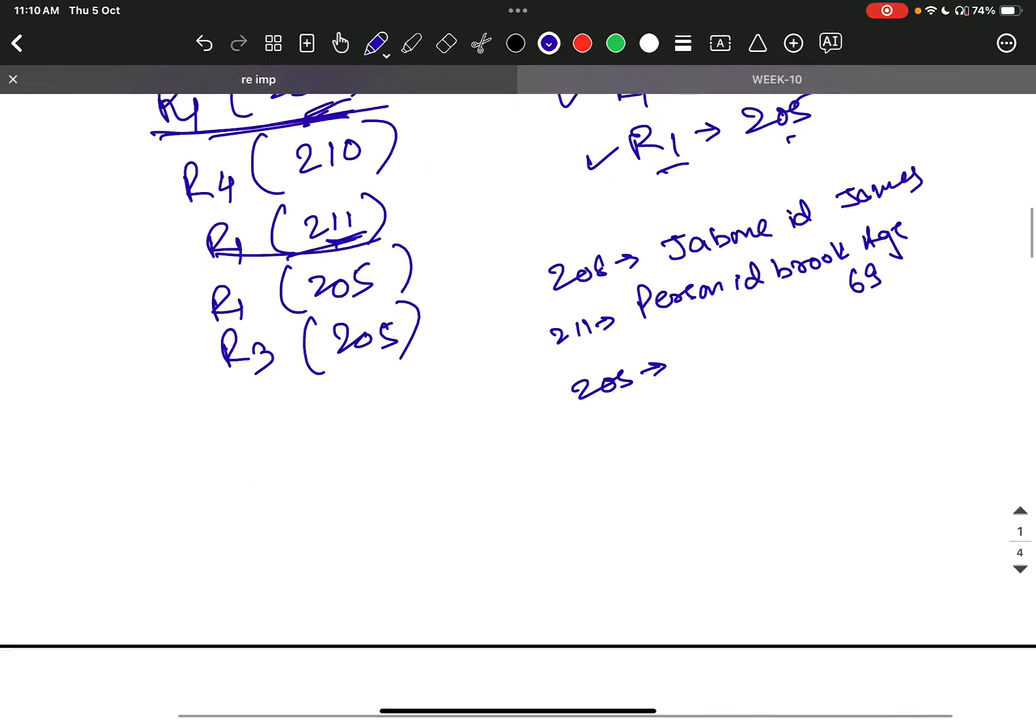 11:10 AM Thu 5 Oct
74%
A
AI
re imp
WEEK-10
R4 (210)
R1 (211)
R1 (205)
R3 (205)
R1 → 205
208 → Jabone id James
211 → Person id brook Age
69
205 →
1
4